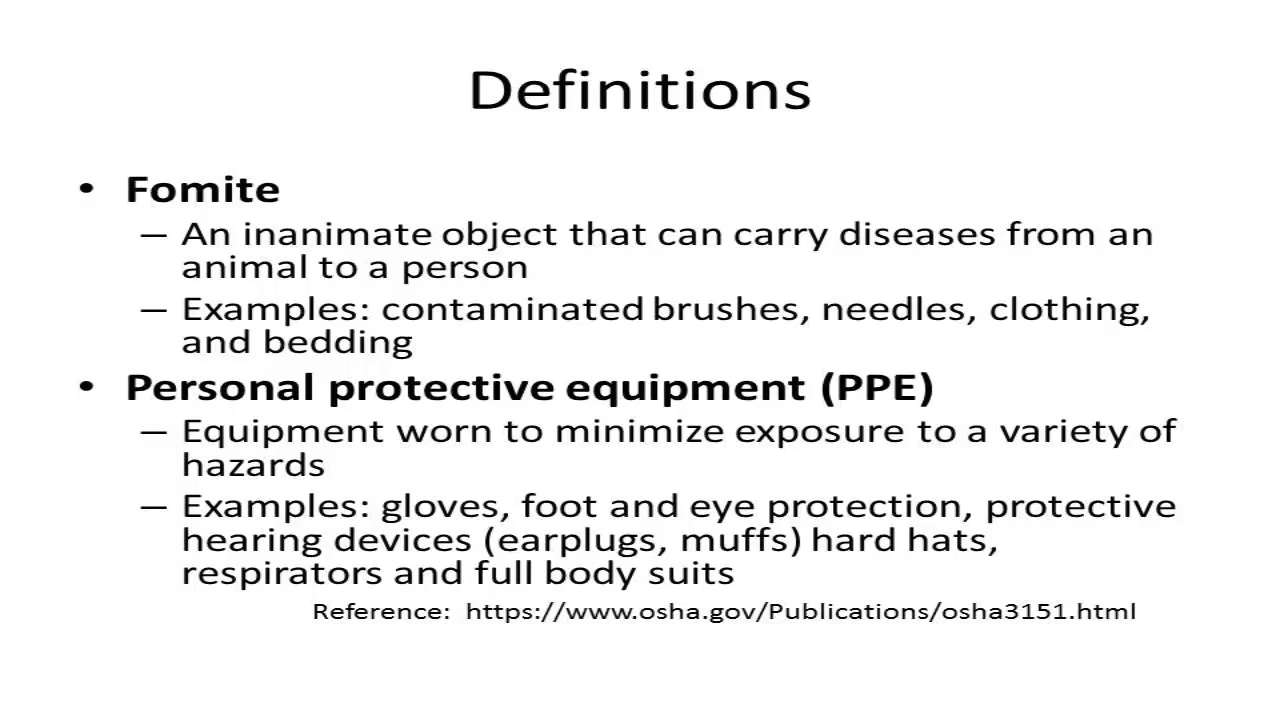 Definitions
• Fomite
– An inanimate object that can carry diseases from an
animal to a person
– Examples: contaminated brushes, needles, clothing,
and bedding
• Personal protective equipment (PPE)
– Equipment worn to minimize exposure to a variety of
hazards
– Examples: gloves, foot and eye protection, protective
hearing devices (earplugs, muffs) hard hats,
respirators and full body suits
Reference: https://www.osha.gov/Publications/osha3151.html